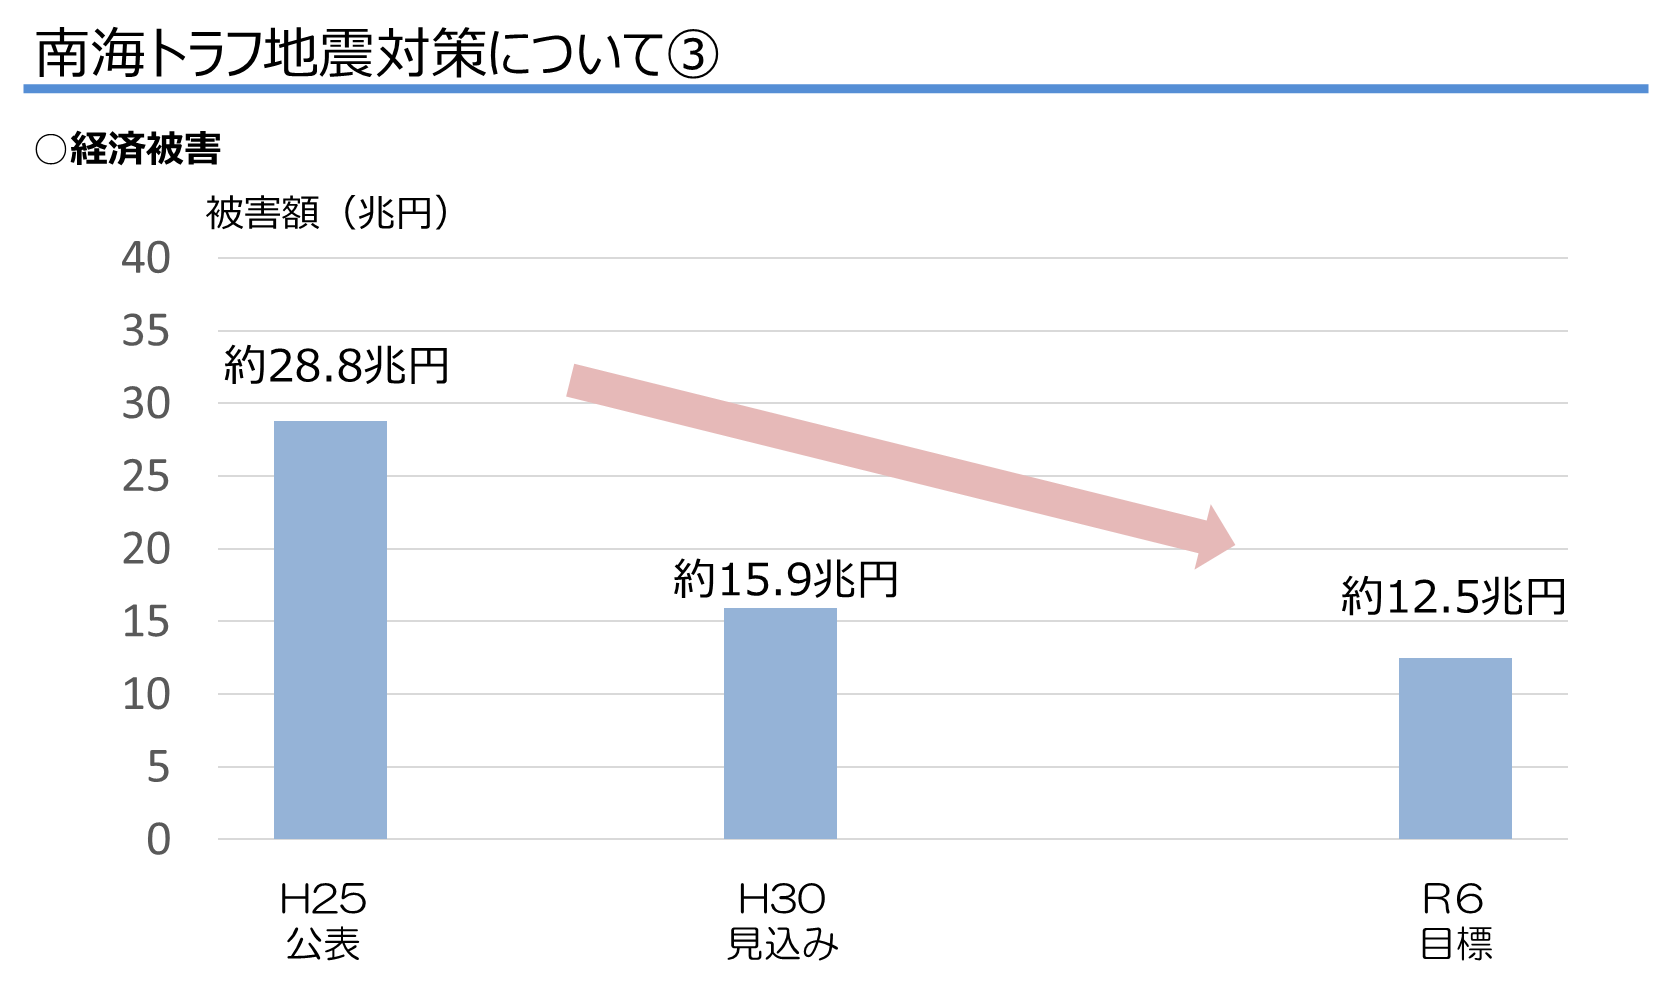 南海トラフ地震対策について③
○経済被害
被害額（兆円）
40
35
約28.8兆円
30
25
20
約15.9兆円
約12.5兆円
15
10
5
0
H25
公表
H30
見込み
R6
目標